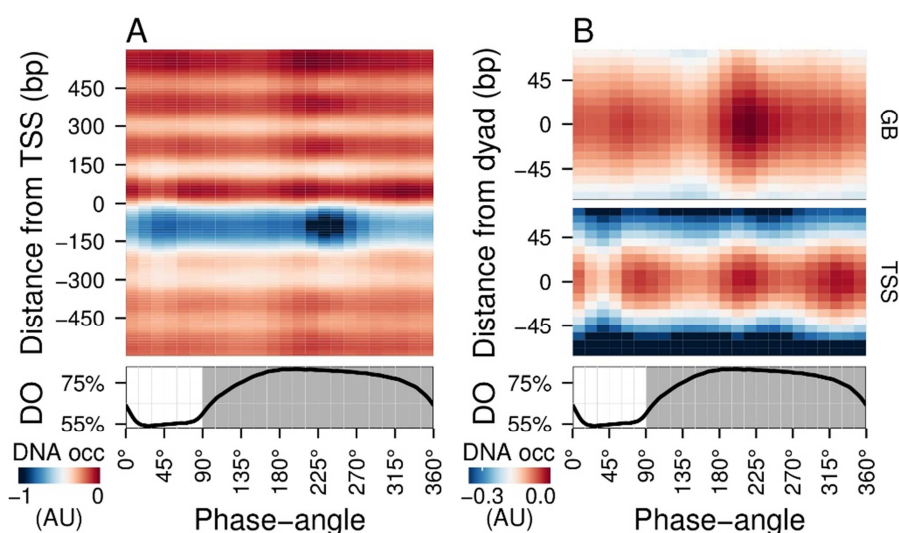 A
Distance from TSS (bp)
450
300
150
0
−150
−300
−450
DO
75%
55%
0°
45°
90°
135°
180°
225°
270°
315°
360°
DNA occ
−1
0
(AU)
Phase−angle
B
Distance from dyad (bp)
45
0
−45
GB
45
0
−45
TSS
DO
75%
55%
0°
45°
90°
135°
180°
225°
270°
315°
360°
DNA occ
−0.3
0.0
(AU)
Phase−angle